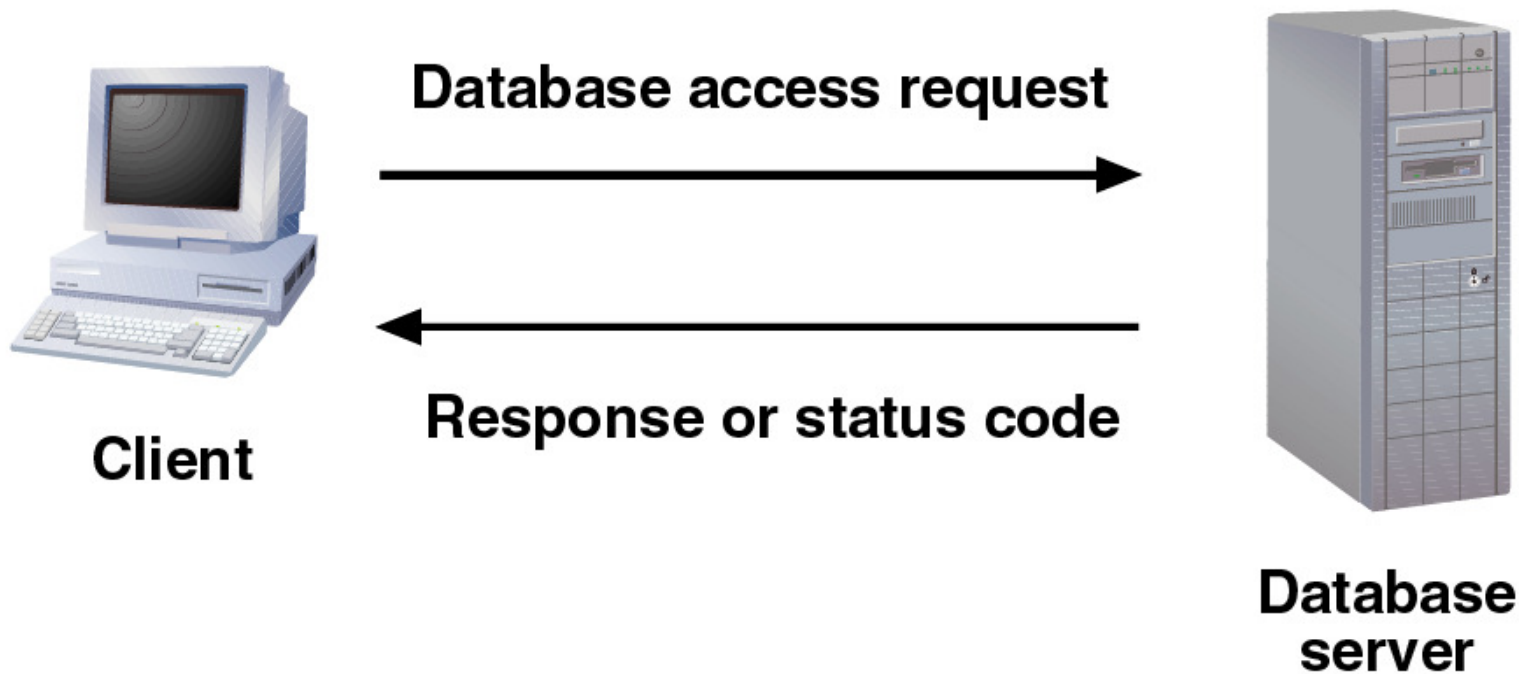 Database access request
Response or status code
Client
Database
server